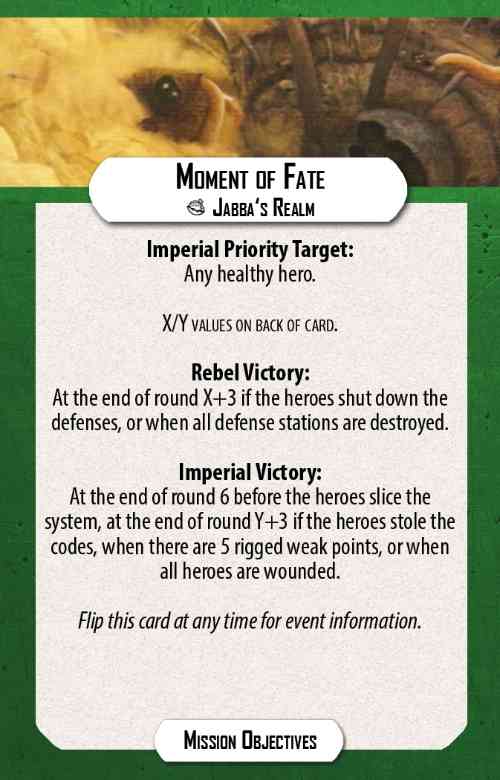 Moment of Fate
Jabba's Realm
Imperial Priority Target:
Any healthy hero.
X/Y values on back of card.
Rebel Victory:
At the end of round X+3 if the heroes shut down the
defenses, or when all defense stations are destroyed.
Imperial Victory:
At the end of round 6 before the heroes slice the
system, at the end of round Y+3 if the heroes stole the
codes, when there are 5 rigged weak points, or when
all heroes are wounded.
Flip this card at any time for event information.
Mission Objectives